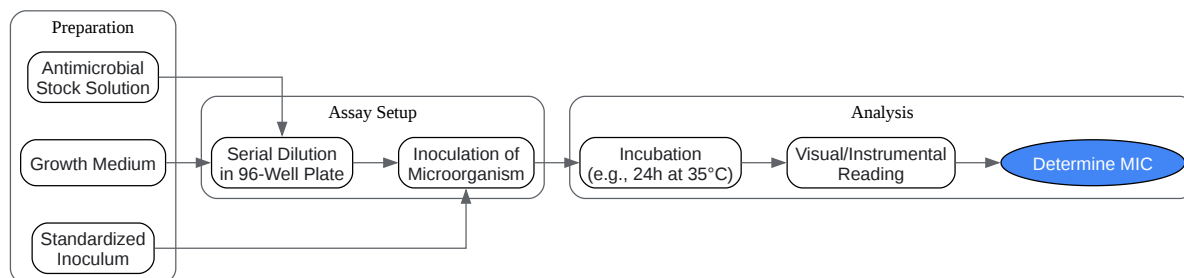 Preparation
Antimicrobial
Stock Solution
Growth Medium
Standardized
Inoculum
Assay Setup
Serial Dilution
in 96-Well Plate
Inoculation of
Microorganism
Analysis
Incubation
(e.g., 24h at 35°C)
Visual/Instrumental
Reading
Determine MIC